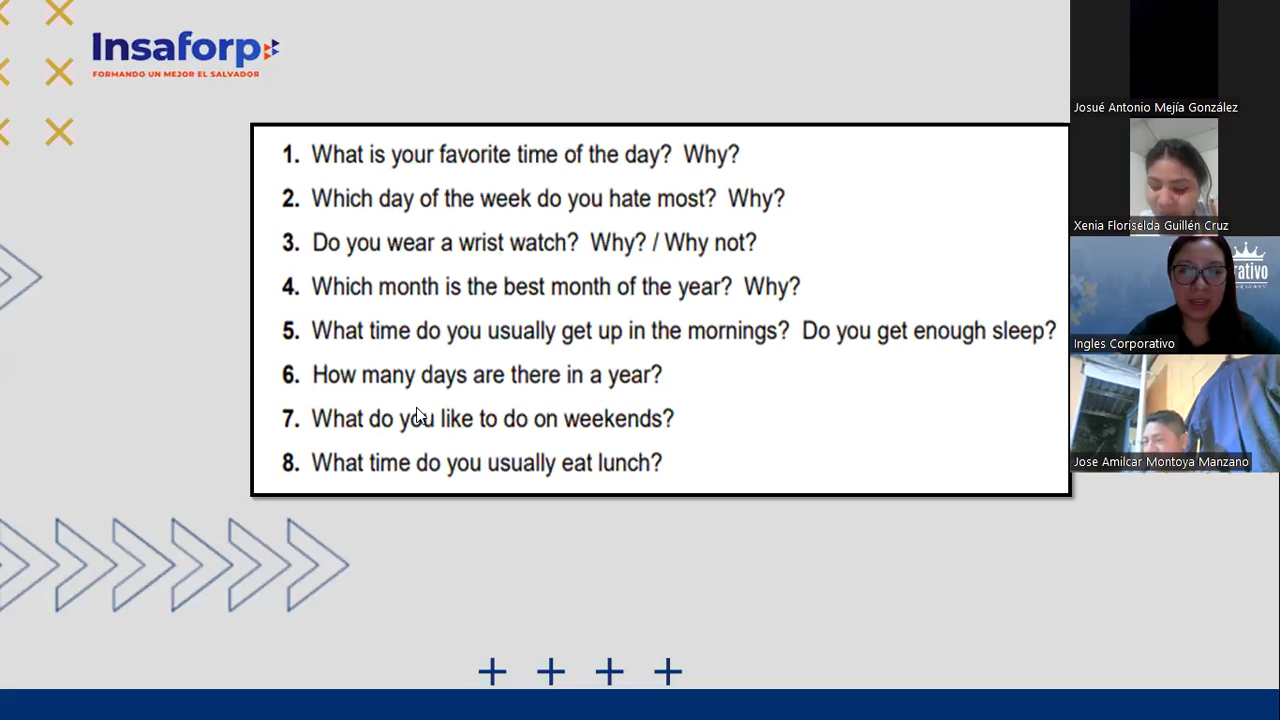 Insaforp
FORMANDO UN MEJOR EL SALVADOR
1. What is your favorite time of the day? Why?
2. Which day of the week do you hate most? Why?
3. Do you wear a wrist watch? Why? / Why not?
4. Which month is the best month of the year? Why?
5. What time do you usually get up in the mornings? Do you get enough sleep?
6. How many days are there in a year?
7. What do you like to do on weekends?
8. What time do you usually eat lunch?
Josué Antonio Mejía González
Xenia Floriselda Guillén Cruz
rativo
Ingles Corporativo
Jose Amilcar Montoya Manzano